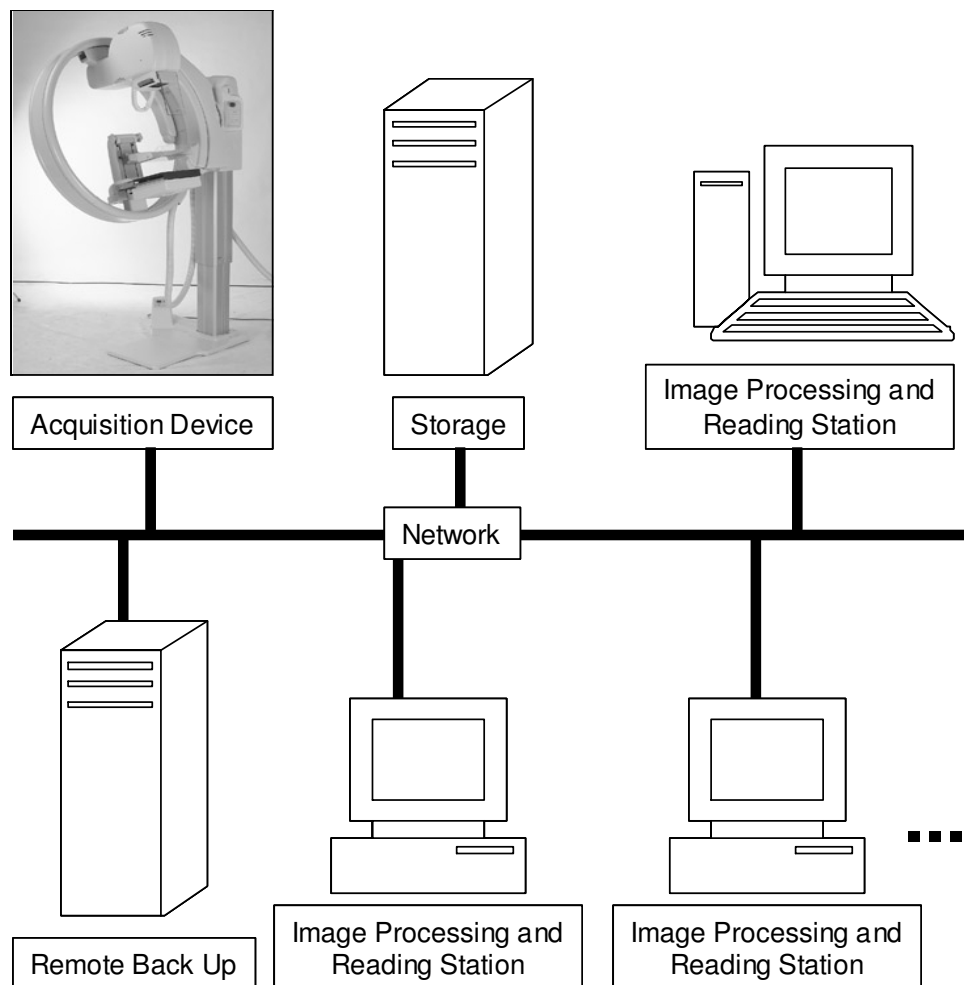 Acquisition Device
Storage
Image Processing and
Reading Station
Network
Remote Back Up
Image Processing and
Reading Station
Image Processing and
Reading Station